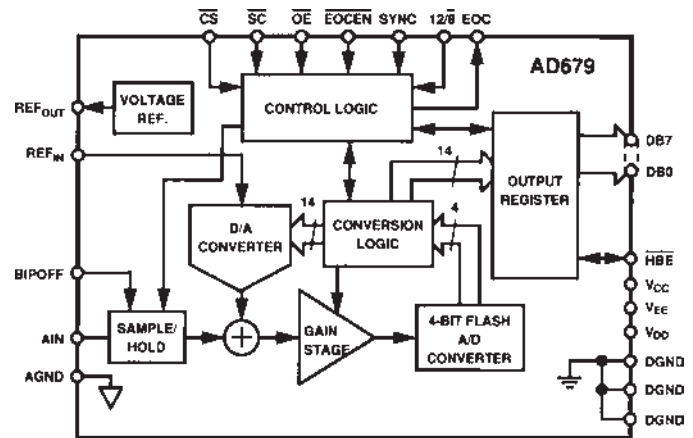 CS SC OE EOCEN SYNC 12/8 EOC
AD679
REFOUT
VOLTAGE
REF.
CONTROL LOGIC
REFIN
14
OUTPUT
REGISTER
DB7
DB0
D/A
CONVERTER
14
CONVERSION
LOGIC
4
HBE
BIPOFF
VCC
VEE
VDD
AIN
SAMPLE/
HOLD
+
GAIN
STAGE
4-BIT FLASH
A/D
CONVERTER
AGND
DGND
DGND
DGND